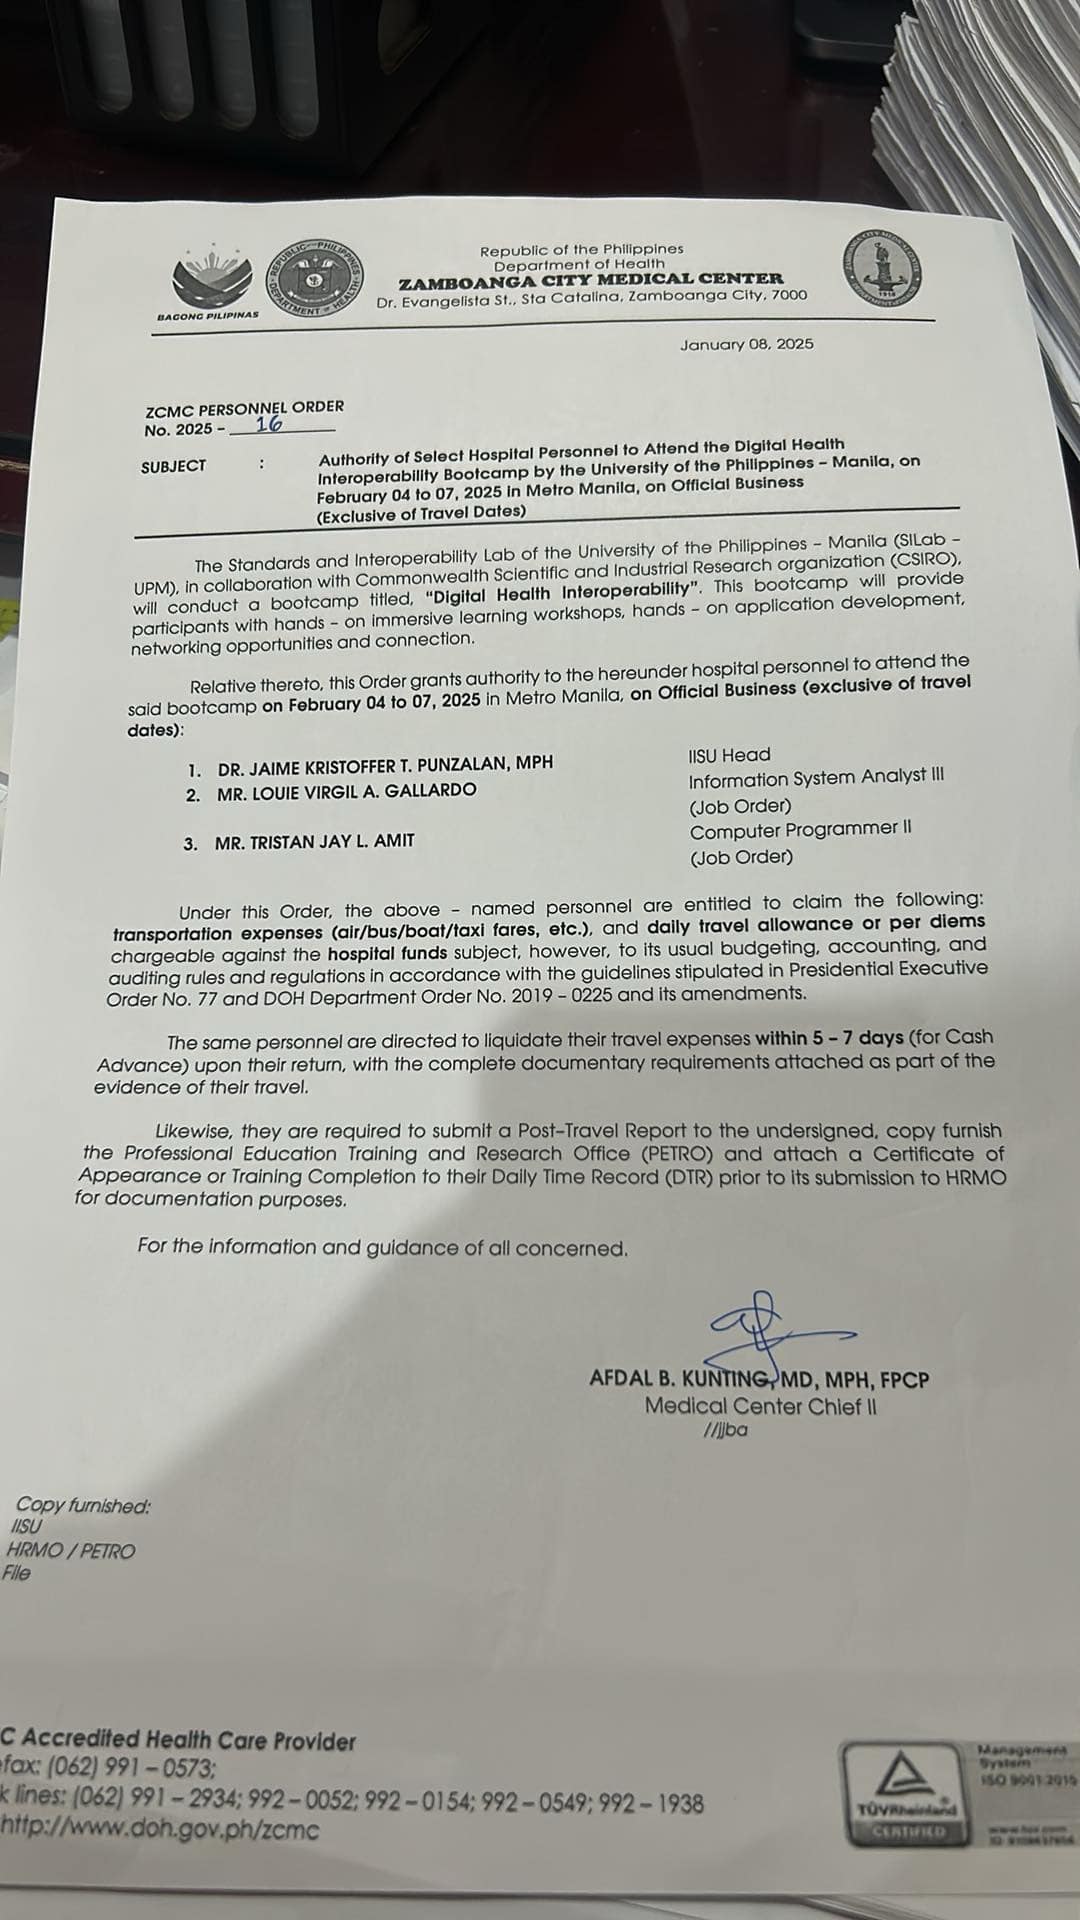 Republic of the Philippines
Department of Health
ZAMBOANGA CITY MEDICAL CENTER
Dr. Evangelista St., Sta Catalina, Zamboanga City, 7000
BAGONG PILIPINAS
REPUBLIC PHILIPPINES
DEPARTMENT OF HEALTH
1918
January 08, 2025
ZCMC PERSONNEL ORDER
No. 2025 - 16
SUBJECT : Authority of Select Hospital Personnel to Attend the Digital Health
Interoperability Bootcamp by the University of the Philippines – Manila, on
February 04 to 07, 2025 in Metro Manila, on Official Business
(Exclusive of Travel Dates)
The Standards and Interoperability Lab of the University of the Philippines – Manila (SILab –
UPM), in collaboration with Commonwealth Scientific and Industrial Research organization (CSIRO),
will conduct a bootcamp titled, “Digital Health Interoperability”. This bootcamp will provide
participants with hands – on immersive learning workshops, hands – on application development,
networking opportunities and connection.
Relative thereto, this Order grants authority to the hereunder hospital personnel to attend the
said bootcamp on February 04 to 07, 2025 in Metro Manila, on Official Business (exclusive of travel
dates):
1. DR. JAIME KRISTOFFER T. PUNZALAN, MPH IISU Head
2. MR. LOUIE VIRGIL A. GALLARDO Information System Analyst III
(Job Order)
3. MR. TRISTAN JAY L. AMIT Computer Programmer II
(Job Order)
Under this Order, the above – named personnel are entitled to claim the following:
transportation expenses (air/bus/boat/taxi fares, etc.), and daily travel allowance or per diems
chargeable against the hospital funds subject, however, to its usual budgeting, accounting, and
auditing rules and regulations in accordance with the guidelines stipulated in Presidential Executive
Order No. 77 and DOH Department Order No. 2019 – 0225 and its amendments.
The same personnel are directed to liquidate their travel expenses within 5 – 7 days (for Cash
Advance) upon their return, with the complete documentary requirements attached as part of the
evidence of their travel.
Likewise, they are required to submit a Post–Travel Report to the undersigned, copy furnish
the Professional Education Training and Research Office (PETRO) and attach a Certificate of
Appearance or Training Completion to their Daily Time Record (DTR) prior to its submission to HRMO
for documentation purposes.
For the information and guidance of all concerned.
AFDAL B. KUNTING, MD, MPH, FPCP
Medical Center Chief II
//jjba
Copy furnished:
IISU
HRMO / PETRO
File
C Accredited Health Care Provider
fax: (062) 991 – 0573;
k lines: (062) 991 – 2934; 992 – 0052; 992 – 0154; 992 – 0549; 992 – 1938
http://www.doh.gov.ph/zcmc
TÜVRheinland
CERTIFIED
Management
System
ISO 9001:2015